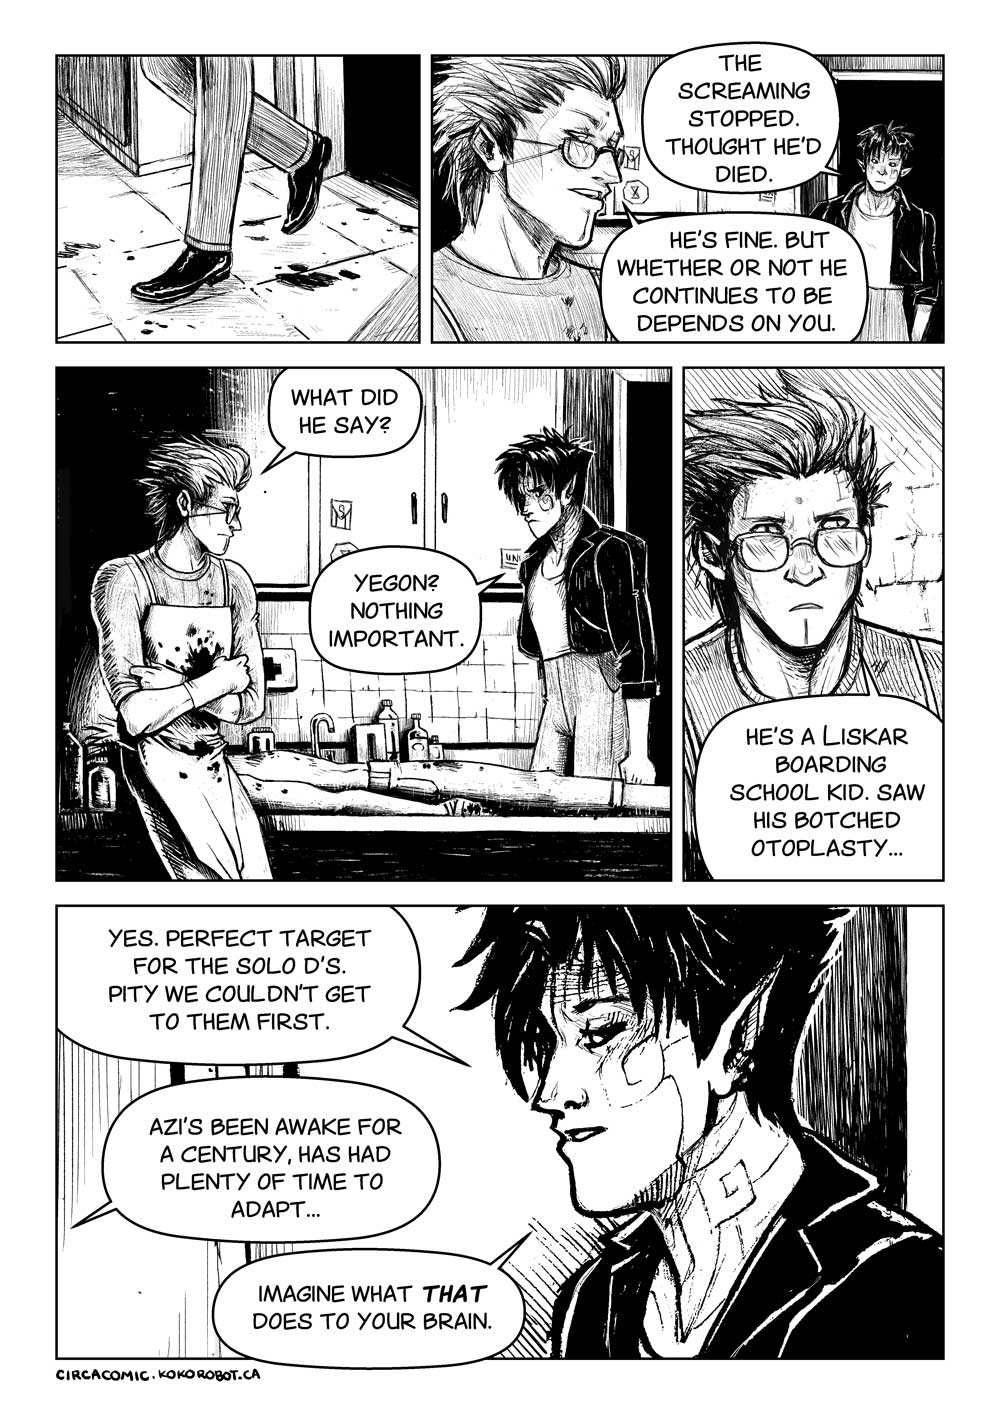 THE
SCREAMING
STOPPED.
THOUGHT HE'D
DIED.
HE'S FINE. BUT
WHETHER OR NOT HE
CONTINUES TO BE
DEPENDS ON YOU.
WHAT DID
HE SAY?
YEGON?
NOTHING
IMPORTANT.
HE'S A LISKAR
BOARDING
SCHOOL KID. SAW
HIS BOTCHED
OTOPLASTY...
YES. PERFECT TARGET
FOR THE SOLO D'S.
PITY WE COULDN'T GET
TO THEM FIRST.
AZI'S BEEN AWAKE FOR
A CENTURY, HAS HAD
PLENTY OF TIME TO
ADAPT...
IMAGINE WHAT THAT
DOES TO YOUR BRAIN.
CIRCACOMIC.KOKOROBOT.CA